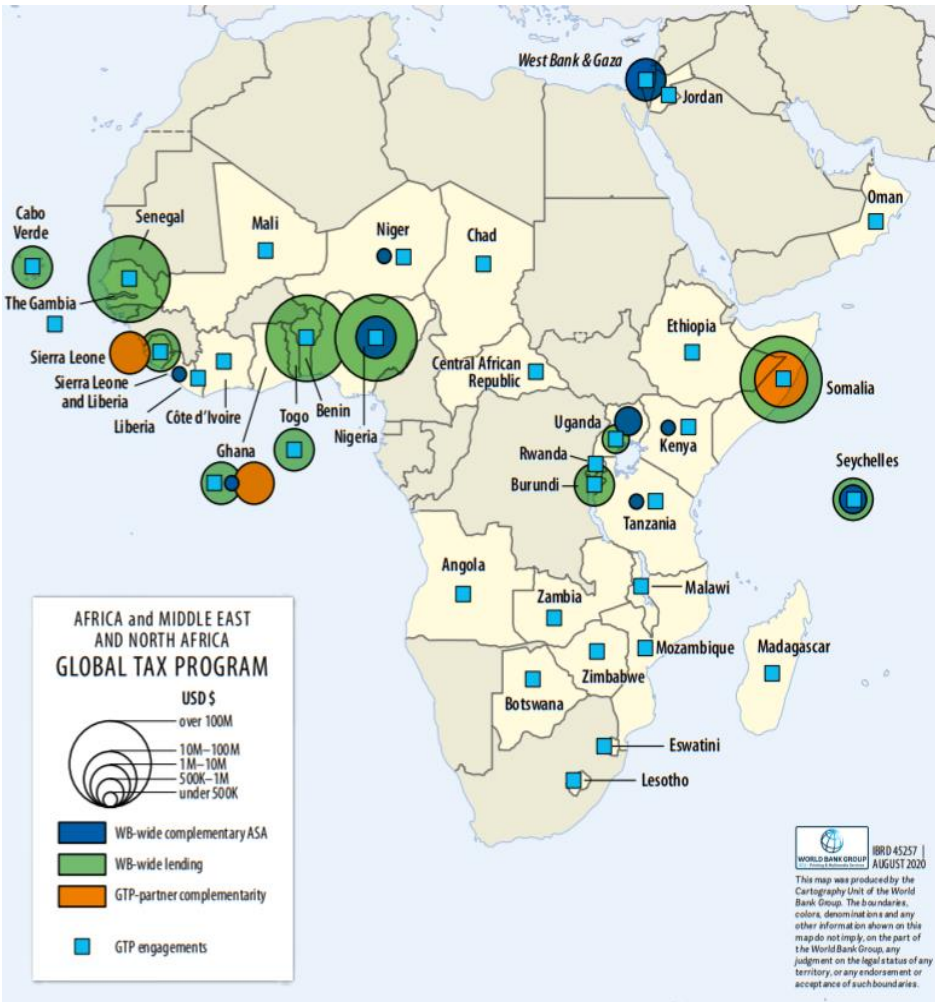 West Bank & Gaza
Jordan
Oman
Cabo
Verde
Senegal
Mali
Niger
Chad
The Gambia
Ethiopia
Sierra Leone
Central African
Republic
Sierra Leone
and Liberia
Somalia
Liberia
Côte d'Ivoire
Togo
Benin
Uganda
Nigeria
Kenya
Ghana
Rwanda
Seychelles
Burundi
Tanzania
Angola
Malawi
Zambia
Mozambique
Madagascar
Zimbabwe
Botswana
Eswatini
Lesotho
AFRICA and MIDDLE EAST
AND NORTH AFRICA
GLOBAL TAX PROGRAM
USD $
over 100M
10M–100M
1M–10M
500K–1M
under 500K
WB-wide complementary ASA
WB-wide lending
GTP-partner complementarity
GTP engagements
WORLD BANK GROUP
IBRD 45257 |
AUGUST 2020
This map was produced by the
Cartography Unit of the World
Bank Group. The boundaries,
colors, denominations and any
other information shown on this
map do not imply, on the part of
the World Bank Group, any
judgment on the legal status of any
territory, or any endorsement or
acceptance of such boundaries.